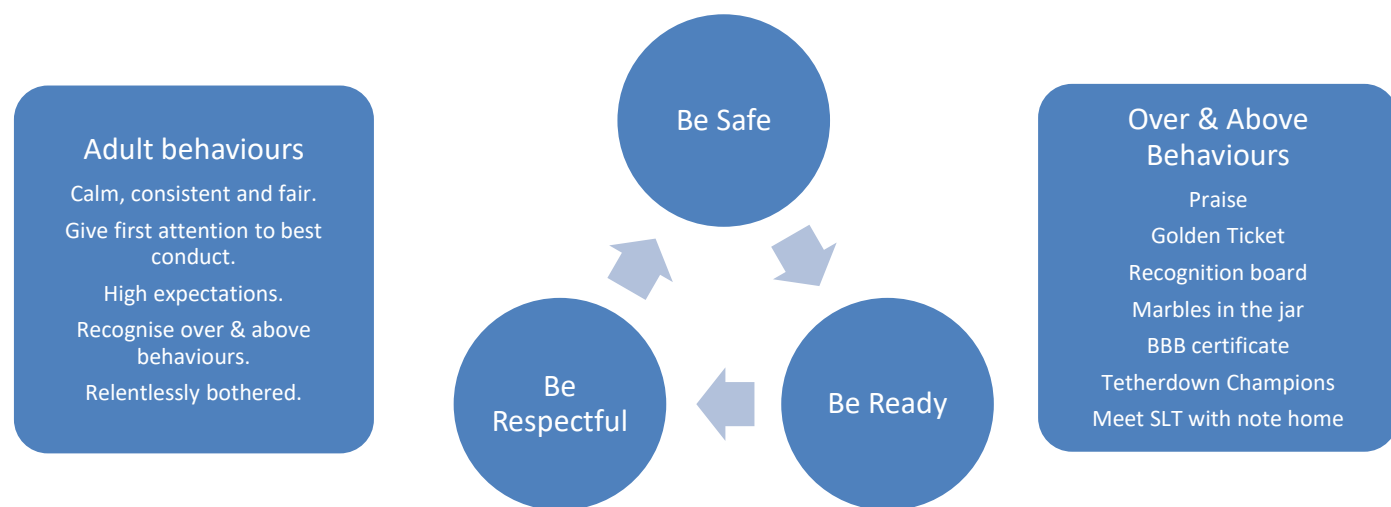 Adult behaviours
Calm, consistent and fair.
Give first attention to best
conduct.
High expectations.
Recognise over & above
behaviours.
Relentlessly bothered.
Be Safe
Be Ready
Be
Respectful
Over & Above
Behaviours
Praise
Golden Ticket
Recognition board
Marbles in the jar
BBB certificate
Tetherdown Champions
Meet SLT with note home